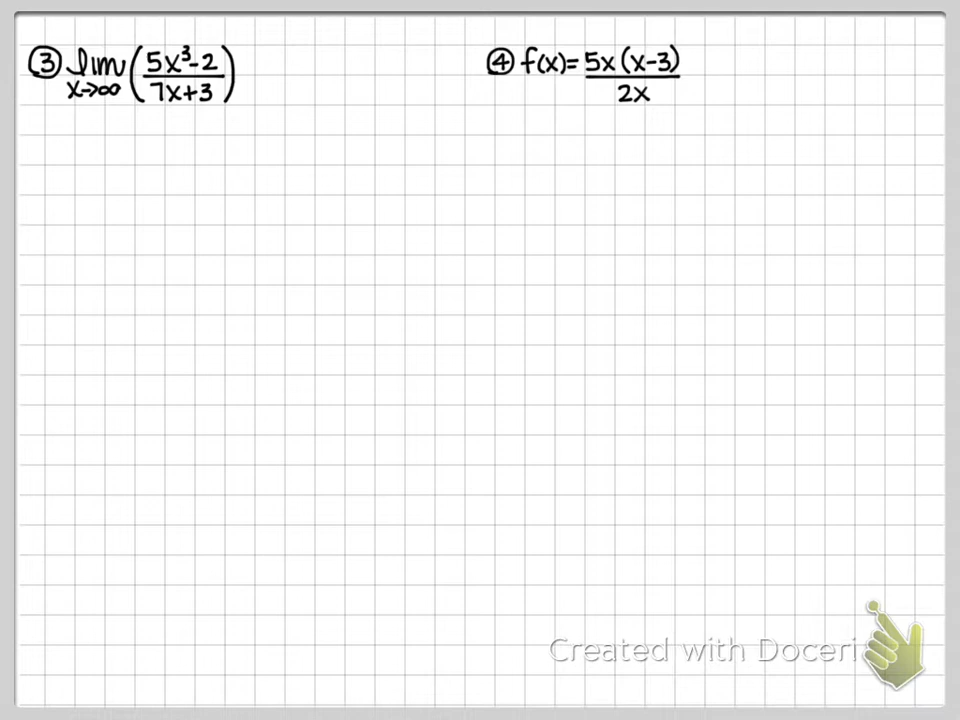 ③ lim x→∞ (5x³-2 / 7x+3)
④ f(x)= 5x(x-3) / 2x
Created with Doceri